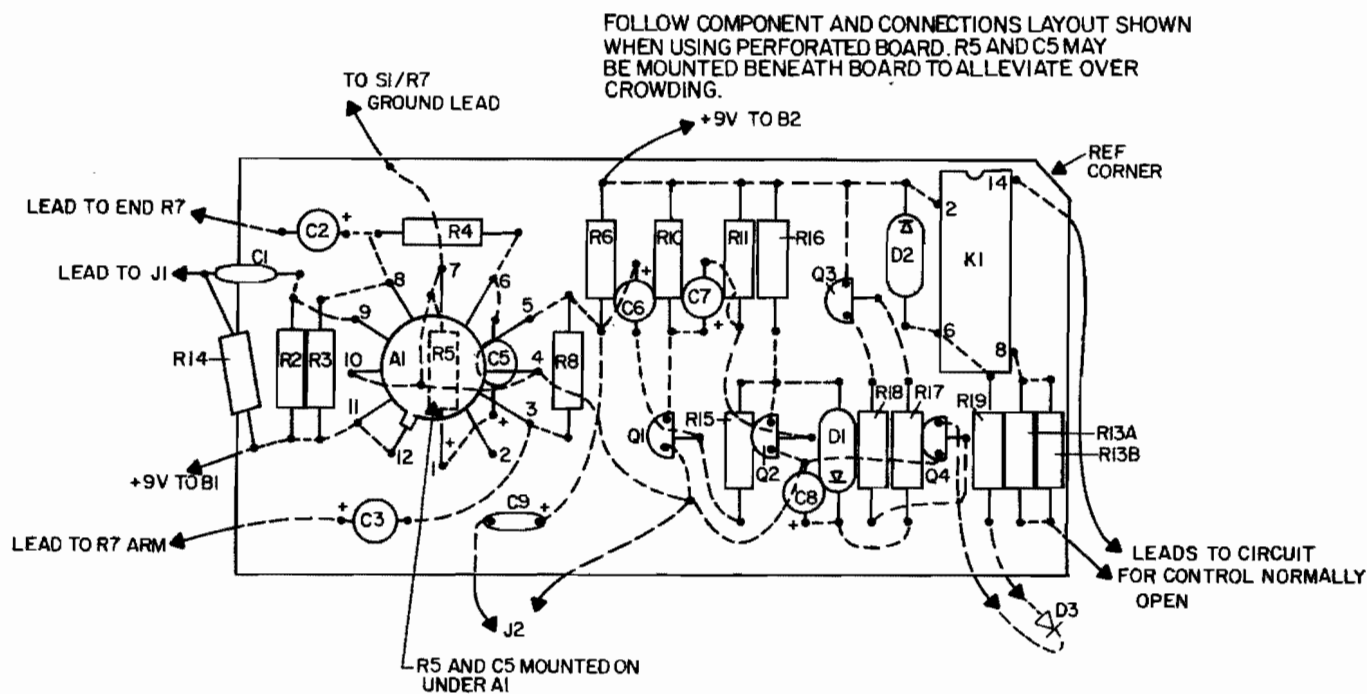 FOLLOW COMPONENT AND CONNECTIONS LAYOUT SHOWN
WHEN USING PERFORATED BOARD. R5 AND C5 MAY
BE MOUNTED BENEATH BOARD TO ALLEVIATE OVER
CROWDING.
TO S1/R7
GROUND LEAD
+9V TO B2
REF
CORNER
LEAD TO END R7
C2
+
R4
C1
LEAD TO J1
8
7
6
5
9
R14
R2
R3
10
A1
R5
C5
4
R8
11
12
1
+
+
2
3
+9V TO B1
LEAD TO R7 ARM
+
C3
C9
+
R6
+
C6
R10
C7
+
R11
R16
Q3
D2
2
14
K1
6
8
Q1
R15
Q2
D1
C8
+
R18
R17
Q4
R19
R13A
R13B
LEADS TO CIRCUIT
FOR CONTROL NORMALLY
OPEN
D3
J2
R5 AND C5 MOUNTED ON
UNDER A1